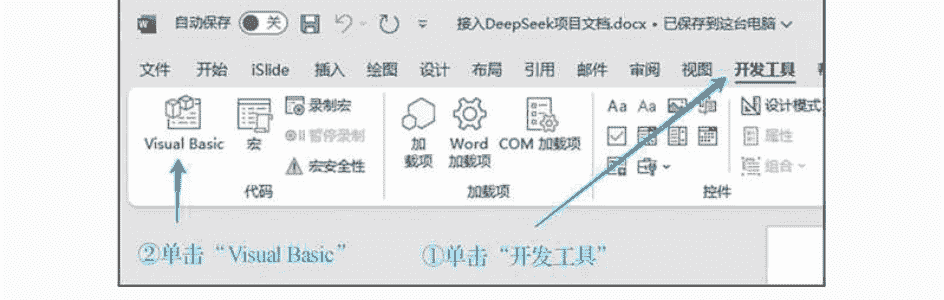 自动保存 关 接入DeepSeek项目文档.docx • 已保存到这台电脑
文件 开始 iSlide 插入 绘图 设计 布局 引用 邮件 审阅 视图 开发工具
Visual Basic 宏 录制宏 暂停录制 宏安全性
加载项 Word 加载项 COM 加载项
Aa Aa 设计模式 属性 组合
代码 加载项 控件
②单击“Visual Basic” ①单击“开发工具”